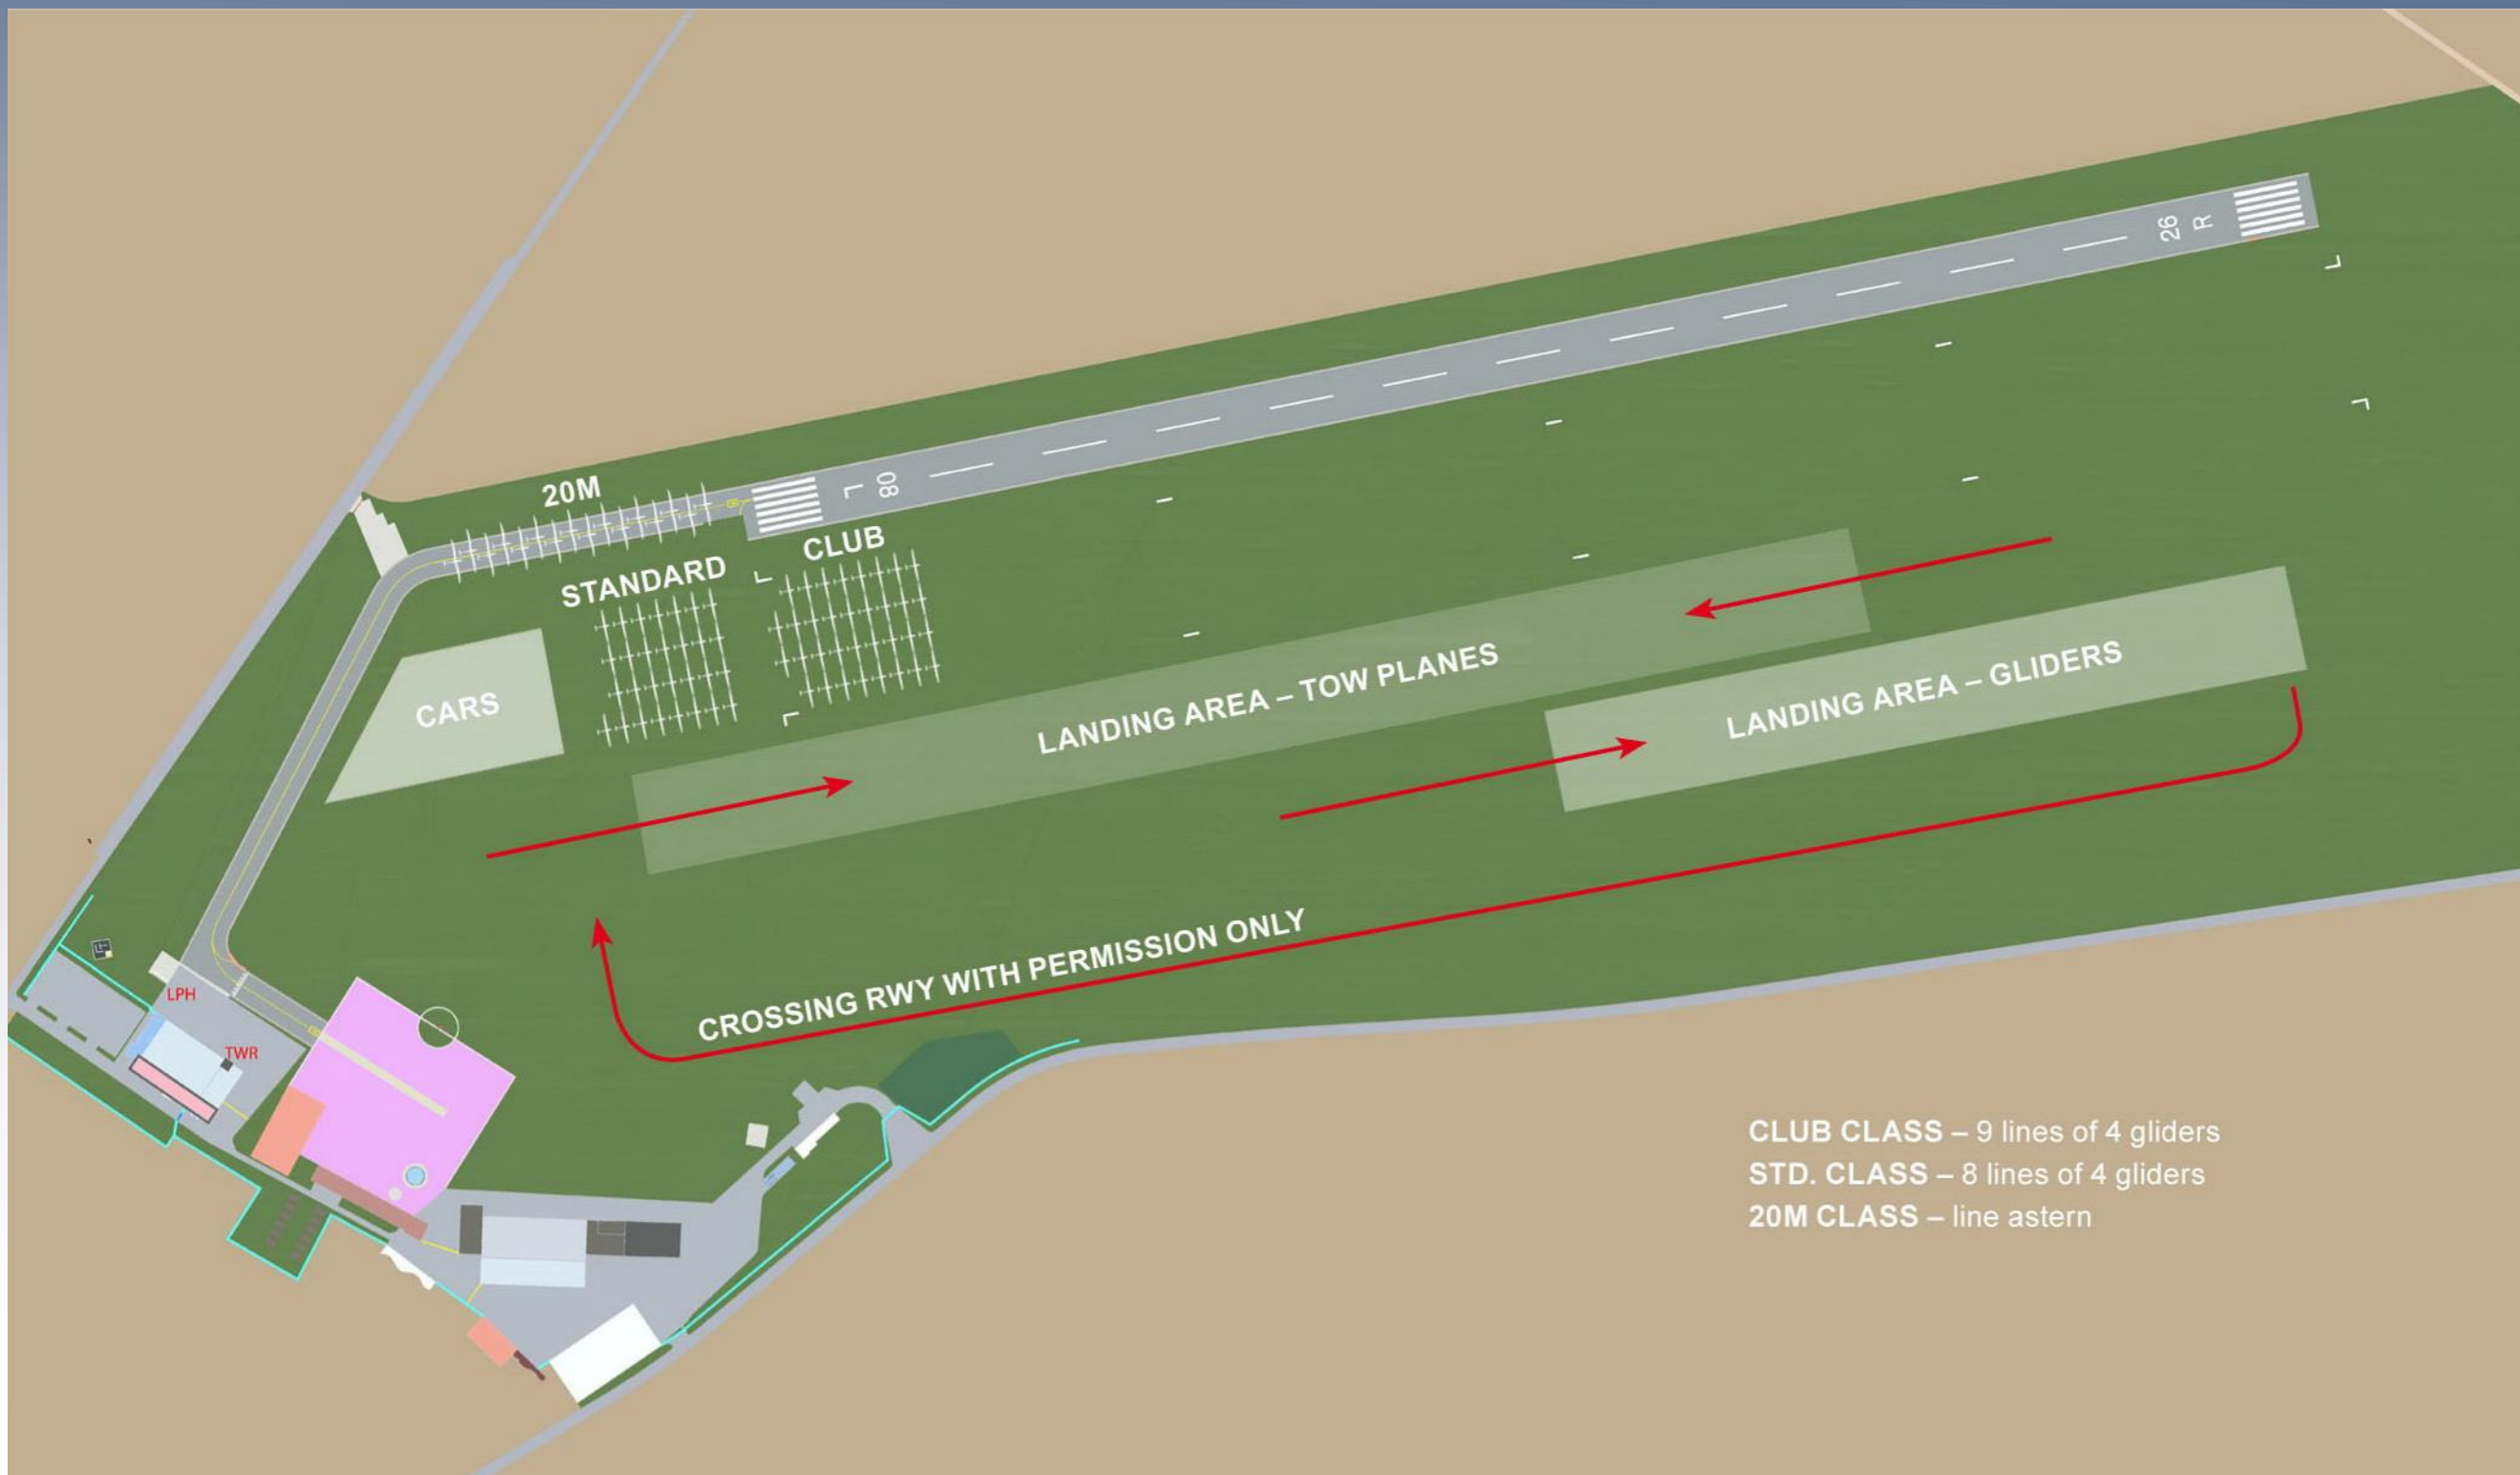 26
R
20M
L
08
CLUB
STANDARD
CARS
LANDING AREA – TOW PLANES
LANDING AREA – GLIDERS
CROSSING RWY WITH PERMISSION ONLY
LPH
TWR
CLUB CLASS – 9 lines of 4 gliders
STD. CLASS – 8 lines of 4 gliders
20M CLASS – line astern